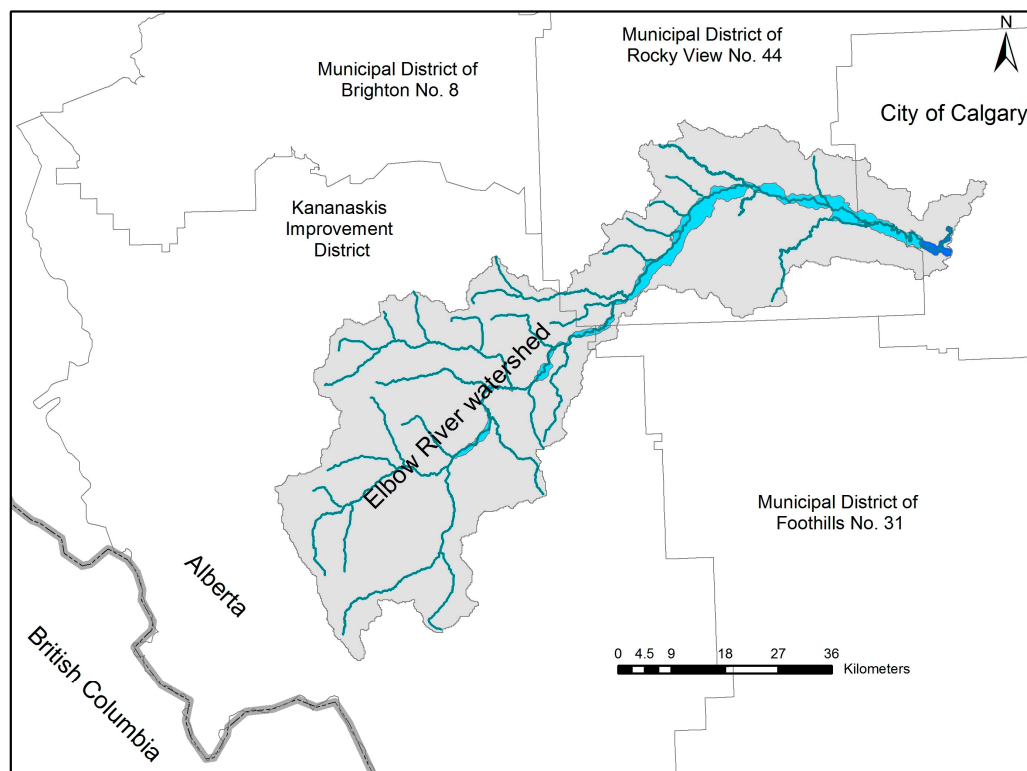 Municipal District of
Rocky View No. 44
N
Municipal District of
Brighton No. 8
City of Calgary
Kananaskis
Improvement
District
Elbow River watershed
Municipal District of
Foothills No. 31
Alberta
British Columbia
0 4.5 9 18 27 36
Kilometers